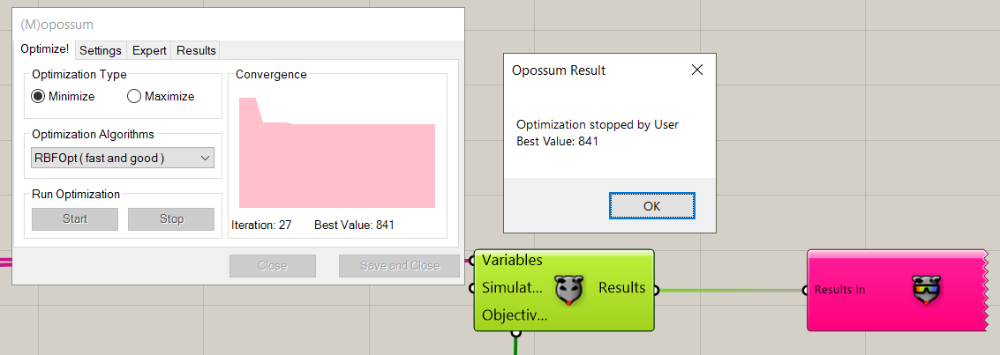 (M)opossum
Optimize! Settings Expert Results
Optimization Type
Minimize Maximize
Optimization Algorithms
RBFOpt ( fast and good )
Run Optimization
Start Stop
Convergence
Iteration: 27 Best Value: 841
Close Save and Close
Opossum Result
Optimization stopped by User
Best Value: 841
OK
Variables
Simulat...
Objectiv...
Results
Results In